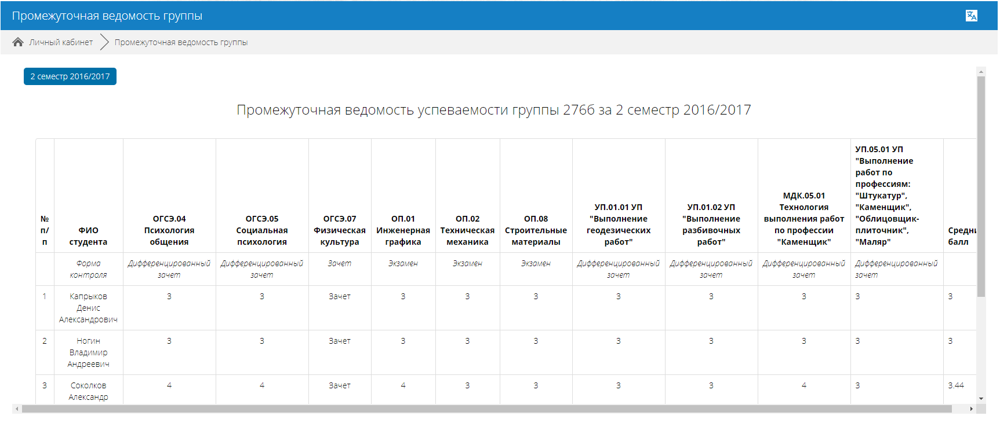 Промежуточная ведомость группы
Личный кабинет
Промежуточная ведомость группы
2 семестр 2016/2017
Промежуточная ведомость успеваемости группы 276б за 2 семестр 2016/2017
№
п/
п
ФИО
студента
ОГСЭ.04
Психология
общения
ОГСЭ.05
Социальная
психология
ОГСЭ.07
Физическая
культура
ОП.01
Инженерная
графика
ОП.02
Техническая
механика
ОП.08
Строительные
материалы
УП.01.01 УП
"Выполнение
геодезических
работ"
УП.01.02 УП
"Выполнение
разбивочных
работ"
МДК.05.01
Технология
выполнения работ
по профессии
"Каменщик"
УП.05.01 УП
"Выполнение
работ по
профессиям:
"Штукатур",
"Каменщик",
"Облицовщик-
плиточник",
"Маляр"
Средни
балл
Форма
контроля
Дифференцированный
зачет
Дифференцированный
зачет
Зачет
Экзамен
Экзамен
Экзамен
Дифференцированный
зачет
Дифференцированный
зачет
Дифференцированный
зачет
Дифференцированный
зачет
1
Капрыков
Денис
Александрович
3
3
Зачет
3
3
3
3
3
3
3
3
2
Ногин
Владимир
Андреевич
3
3
Зачет
3
3
3
3
3
3
3
3
3
Соколков
Александр
4
4
Зачет
4
3
3
3
3
4
3
3.44